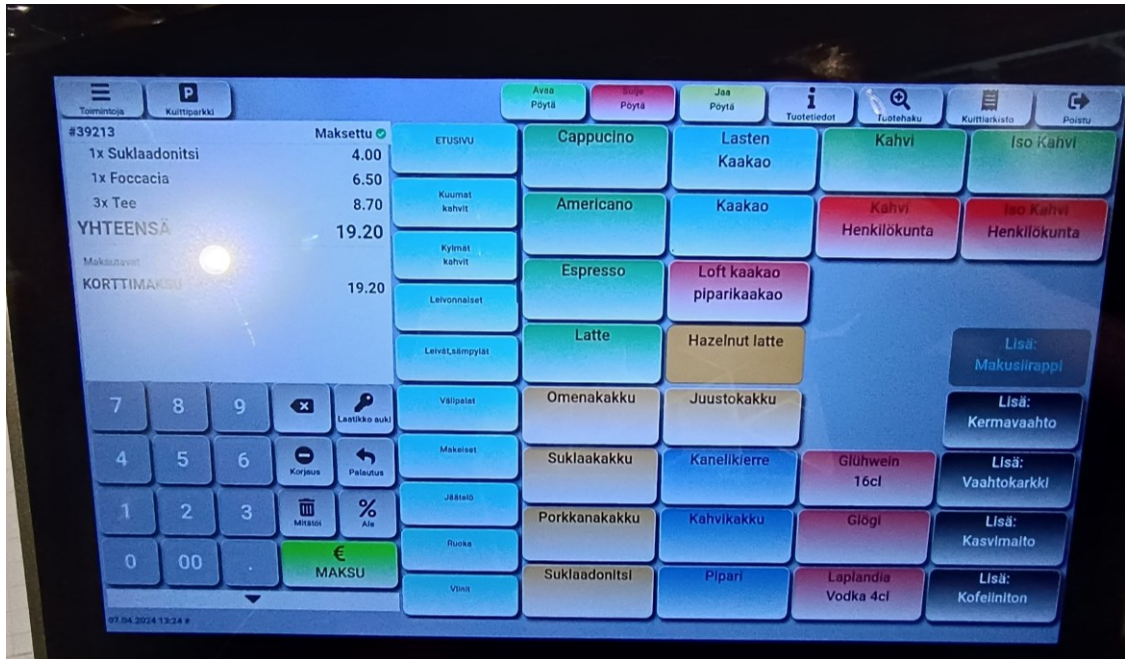 Toimintoja
P
Kuittiparkki
Avaa
Pöytä
Sulje
Pöytä
Jaa
Pöytä
i
Tuotetiedot
Tuotehaku
Kuittiarkisto
Poistu
#39213 Maksettu
1x Suklaadonitsi 4.00
1x Foccacia 6.50
3x Tee 8.70
YHTEENSÄ 19.20
Maksutavat
KORTTIMAKSU 19.20
7 8 9
Laatikko auki
4 5 6
Korjaus
Palautus
1 2 3
Mitätöi
%
Ale
0 00 .
€
MAKSU
07.04.2024 13:24 #
ETUSIVU
Kuumat
kahvit
Kylmät
kahvit
Leivonnaiset
Leivät,sämpylät
Välipalat
Makeiset
Jäätelö
Ruoka
Viinit
Cappucino
Lasten
Kaakao
Kahvi
Iso Kahvi
Americano
Kaakao
Kahvi
Henkilökunta
Iso Kahvi
Henkilökunta
Espresso
Loft kaakao
piparikaakao
Latte
Hazelnut latte
Lisä:
Makusiirappi
Omenakakku
Juustokakku
Lisä:
Kermavaahto
Suklaakakku
Kanelikierre
Glühwein
16cl
Lisä:
Vaahtokarkki
Porkkanakakku
Kahvikakku
Glögi
Lisä:
Kasvimaito
Suklaadonitsi
Pipari
Laplandia
Vodka 4cl
Lisä:
Kofeiiniton